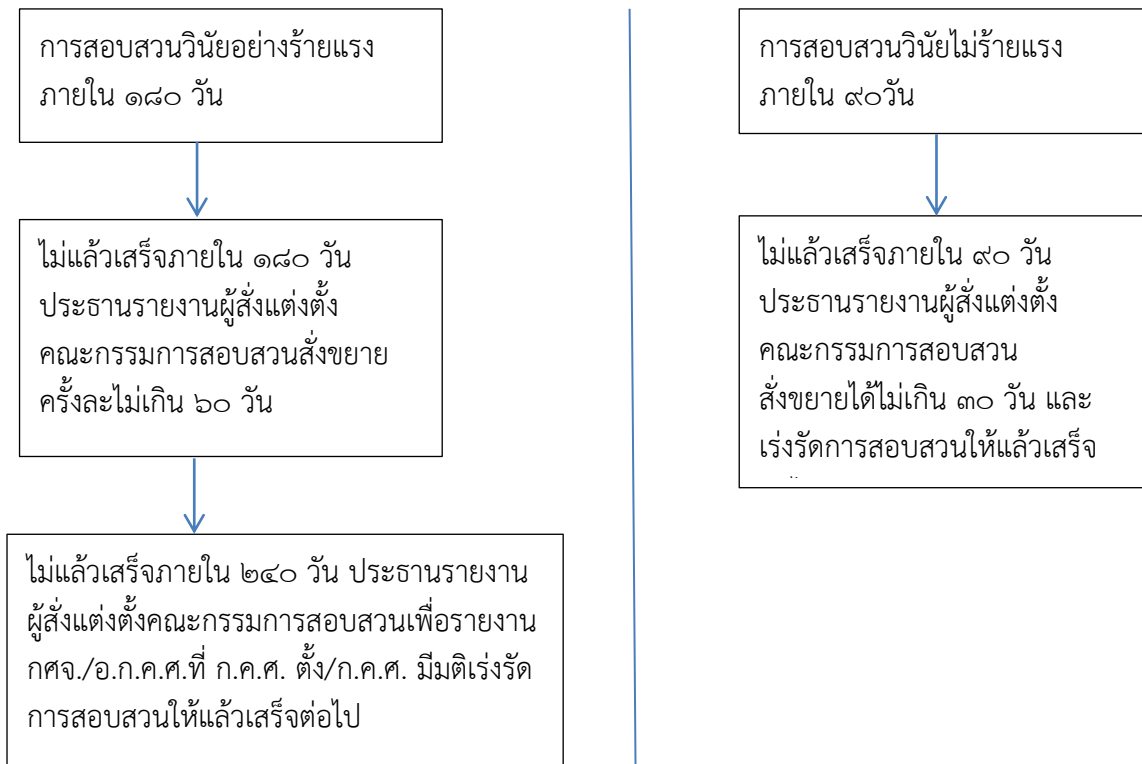 การสอบสวนวินัยอย่างร้ายแรง
ภายใน ๑๘๐ วัน
ไม่แล้วเสร็จภายใน ๑๘๐ วัน
ประธานรายงานผู้สั่งแต่งตั้ง
คณะกรรมการสอบสวนสั่งขยาย
ครั้งละไม่เกิน ๖๐ วัน
ไม่แล้วเสร็จภายใน ๒๔๐ วัน ประธานรายงาน
ผู้สั่งแต่งตั้งคณะกรรมการสอบสวนเพื่อรายงาน
กศจ./อ.ก.ค.ศ.ที่ ก.ค.ศ. ตั้ง/ก.ค.ศ. มีมติเร่งรัด
การสอบสวนให้แล้วเสร็จต่อไป
การสอบสวนวินัยไม่ร้ายแรง
ภายใน ๙๐วัน
ไม่แล้วเสร็จภายใน ๙๐ วัน
ประธานรายงานผู้สั่งแต่งตั้ง
คณะกรรมการสอบสวน
สั่งขยายได้ไม่เกิน ๓๐ วัน และ
เร่งรัดการสอบสวนให้แล้วเสร็จ